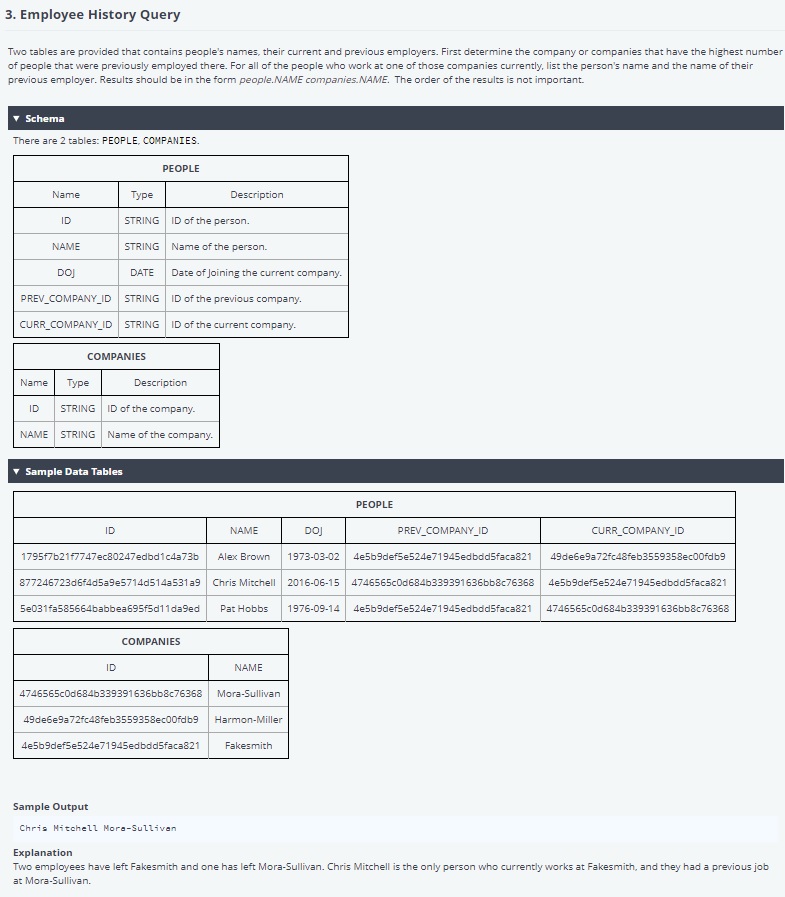 3. Employee History Query
Two tables are provided that contains people's names, their current and previous employers. First determine the company or companies that have the highest number
of people that were previously employed there. For all of the people who work at one of those companies currently, list the person's name and the name of their
previous employer. Results should be in the form people.NAME companies.NAME. The order of the results is not important.
▼ Schema
There are 2 tables: PEOPLE, COMPANIES.
PEOPLE
Name Type Description
ID STRING ID of the person.
NAME STRING Name of the person.
DOJ DATE Date of Joining the current company.
PREV_COMPANY_ID STRING ID of the previous company.
CURR_COMPANY_ID STRING ID of the current company.
COMPANIES
Name Type Description
ID STRING ID of the company.
NAME STRING Name of the company.
▼ Sample Data Tables
PEOPLE
ID NAME DOJ PREV_COMPANY_ID CURR_COMPANY_ID
1795f7b21f7747ec80247edbd1c4a73b Alex Brown 1973-03-02 4e5b9def5e524e71945edbdd5faca821 49de6e9a72fc48feb3559358ec00fdb9
877246723d6f4d5a9e5714d514a531a9 Chris Mitchell 2016-06-15 4746565c0d684b339391636bb8c76368 4e5b9def5e524e71945edbdd5faca821
5e031fa585664babbea695f5d11da9ed Pat Hobbs 1976-09-14 4e5b9def5e524e71945edbdd5faca821 4746565c0d684b339391636bb8c76368
COMPANIES
ID NAME
4746565c0d684b339391636bb8c76368 Mora-Sullivan
49de6e9a72fc48feb3559358ec00fdb9 Harmon-Miller
4e5b9def5e524e71945edbdd5faca821 Fakesmith
Sample Output
Chris Mitchell Mora-Sullivan
Explanation
Two employees have left Fakesmith and one has left Mora-Sullivan. Chris Mitchell is the only person who currently works at Fakesmith, and they had a previous job
at Mora-Sullivan.